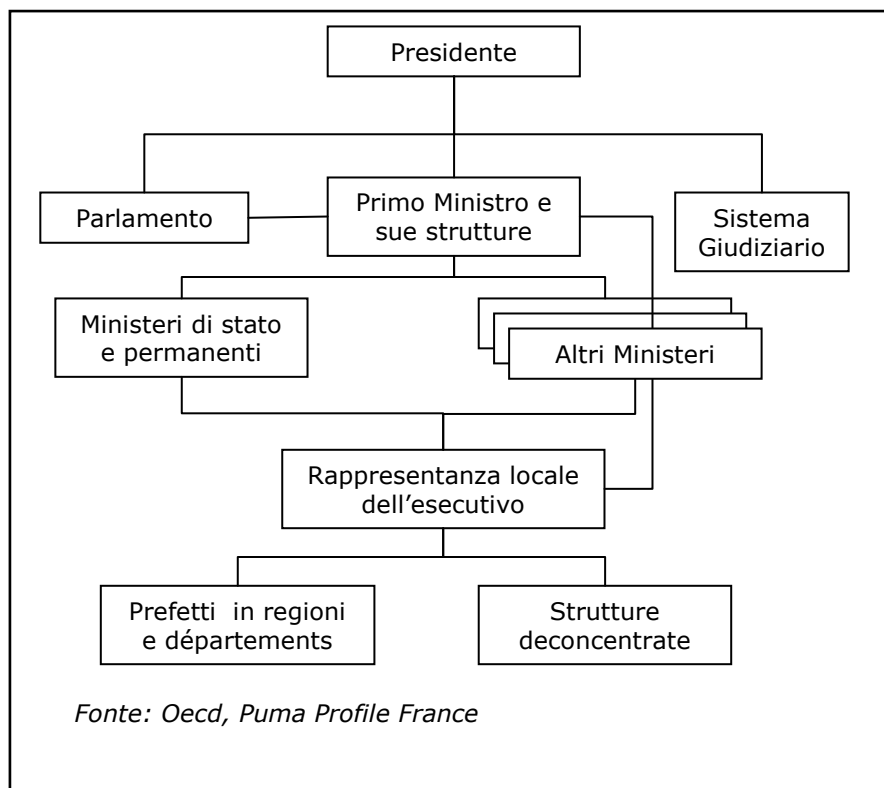 Presidente
Parlamento
Primo Ministro e
sue strutture
Sistema
Giudiziario
Ministeri di stato
e permanenti
Altri Ministeri
Rappresentanza locale
dell'esecutivo
Prefetti in regioni
e départements
Strutture
deconcentrate
Fonte: Oecd, Puma Profile France